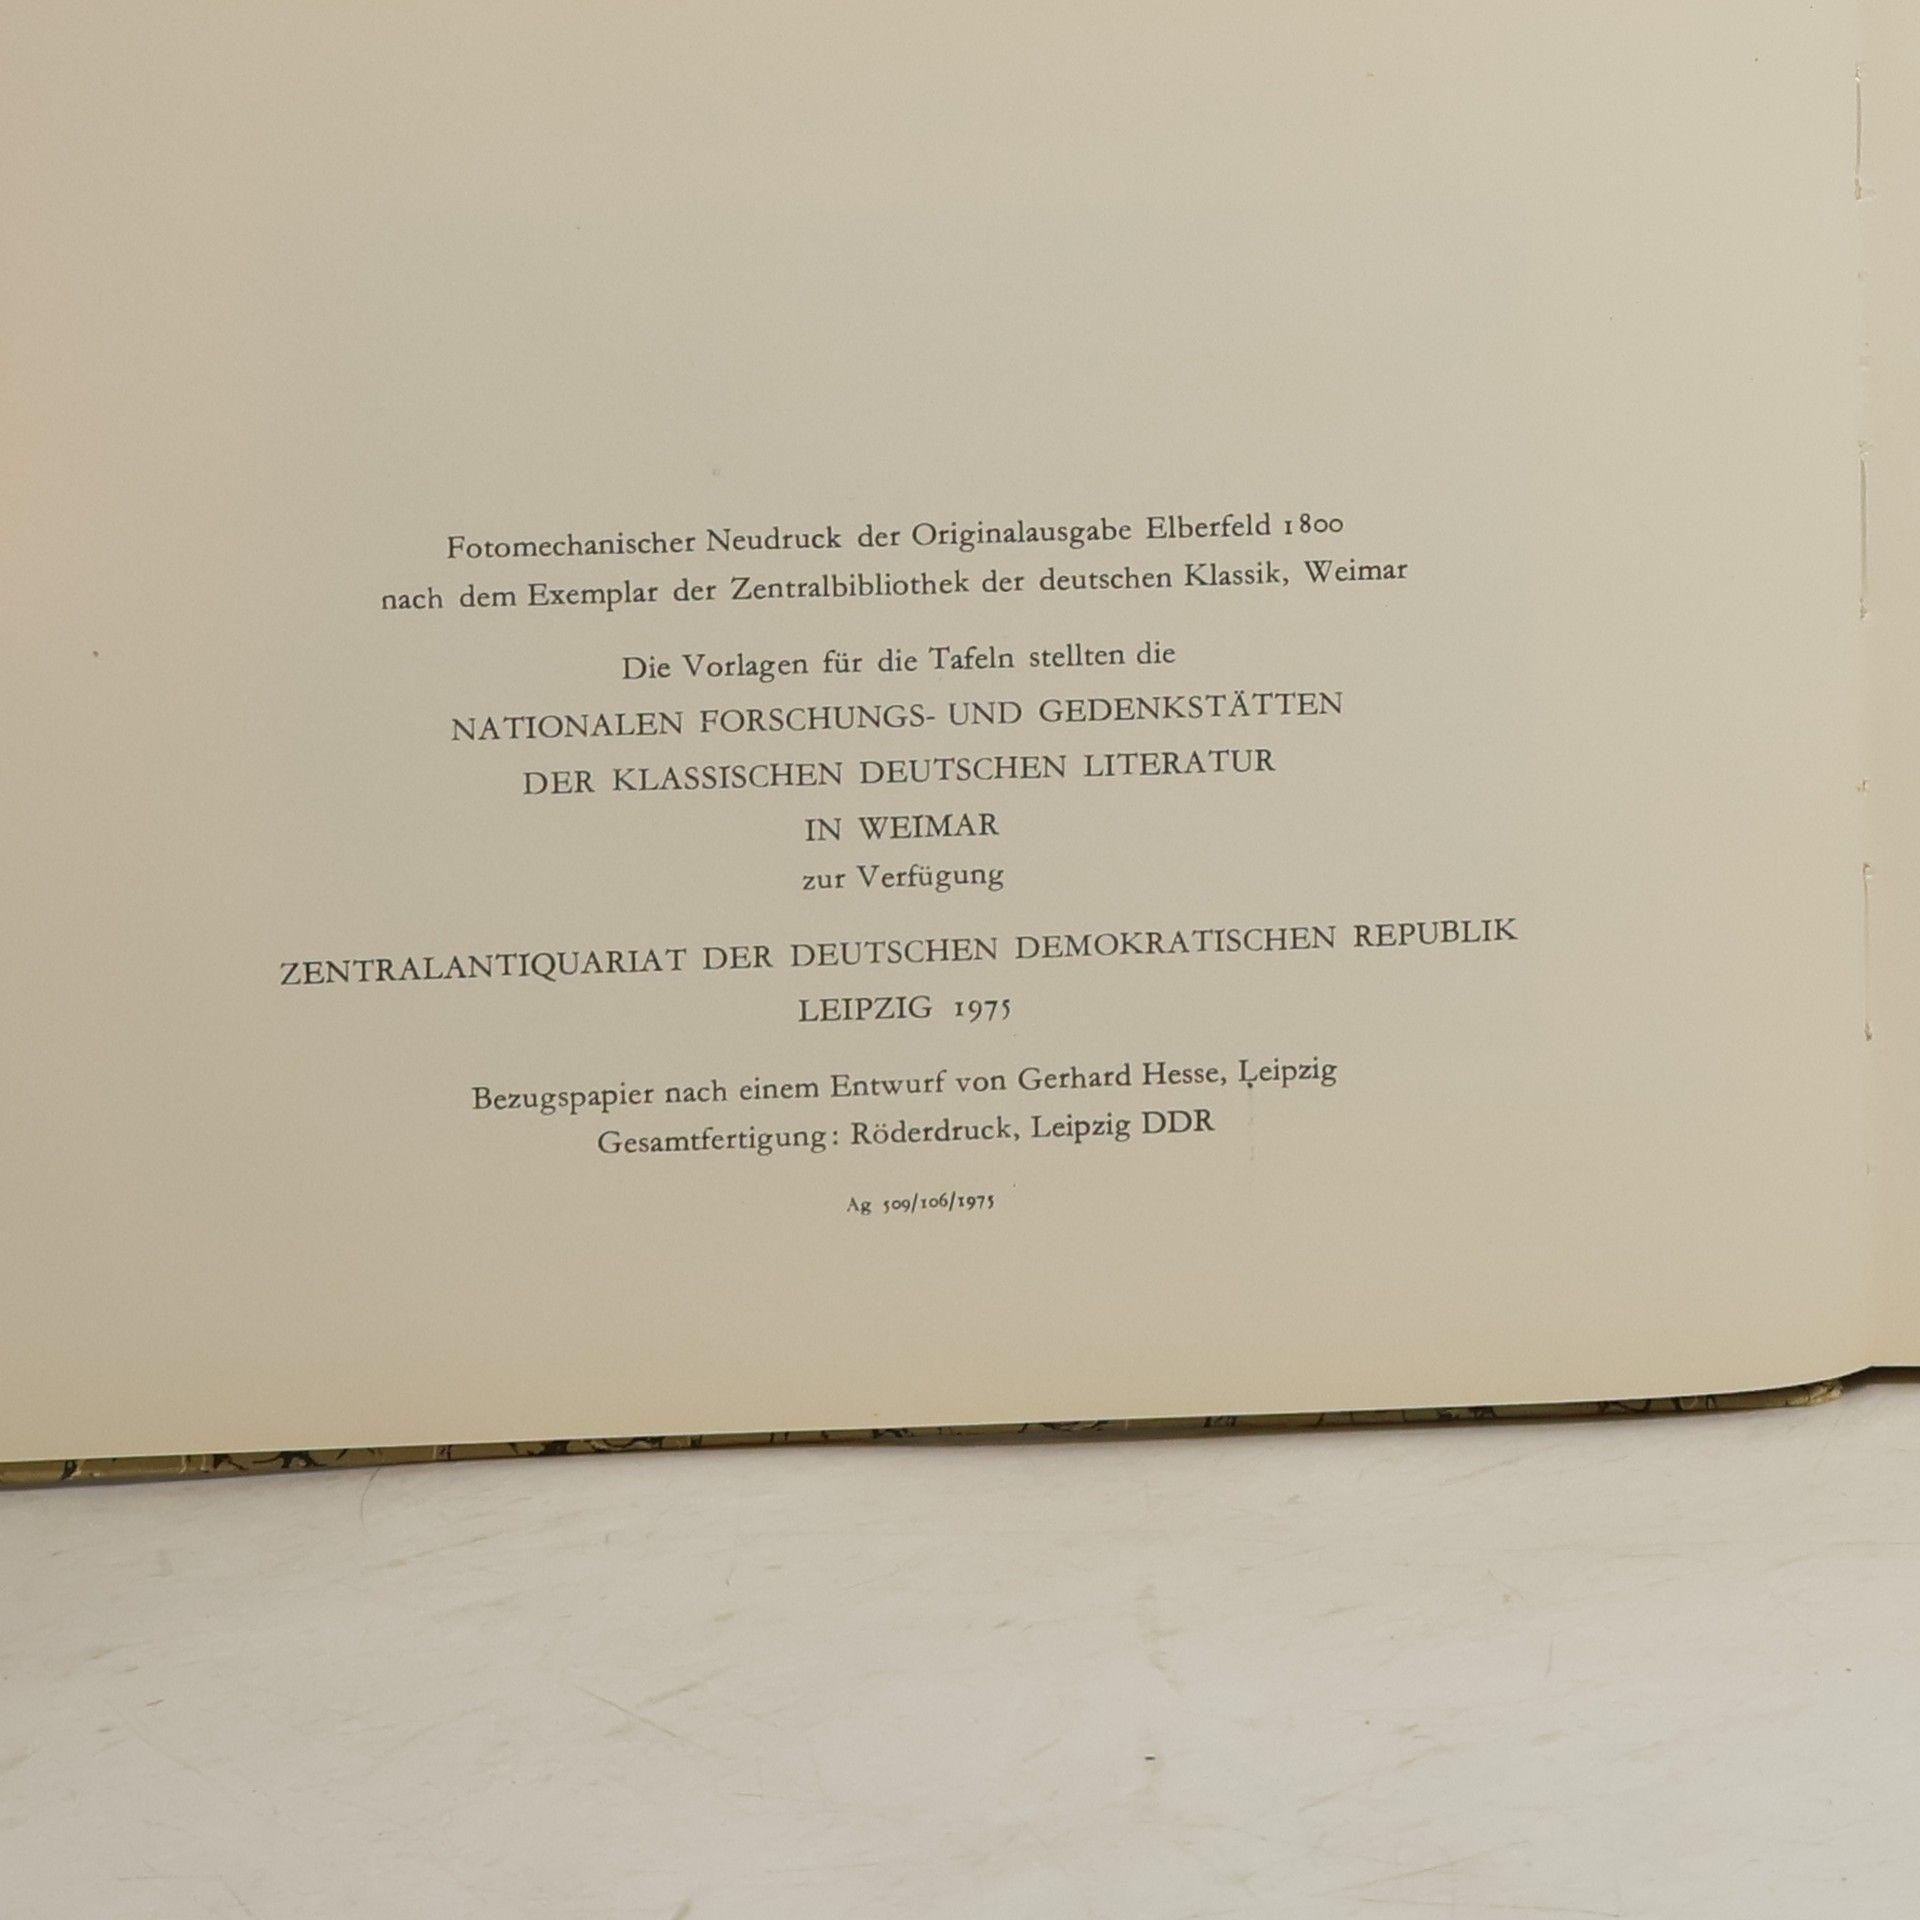 Fotomechanischer Neudruck der Originalausgabe Elberfeld 1800
nach dem Exemplar der Zentralbibliothek der deutschen Klassik, Weimar
Die Vorlagen für die Tafeln stellten die
NATIONALEN FORSCHUNGS- UND GEDENKSTÄTTEN
DER KLASSISCHEN DEUTSCHEN LITERATUR
IN WEIMAR
zur Verfügung
ZENTRALANTIQUARIAT DER DEUTSCHEN DEMOKRATISCHEN REPUBLIK
LEIPZIG 1975
Bezugspapier nach einem Entwurf von Gerhard Hesse, Leipzig
Gesamtfertigung: Röderdruck, Leipzig DDR
Ag 509/106/1975